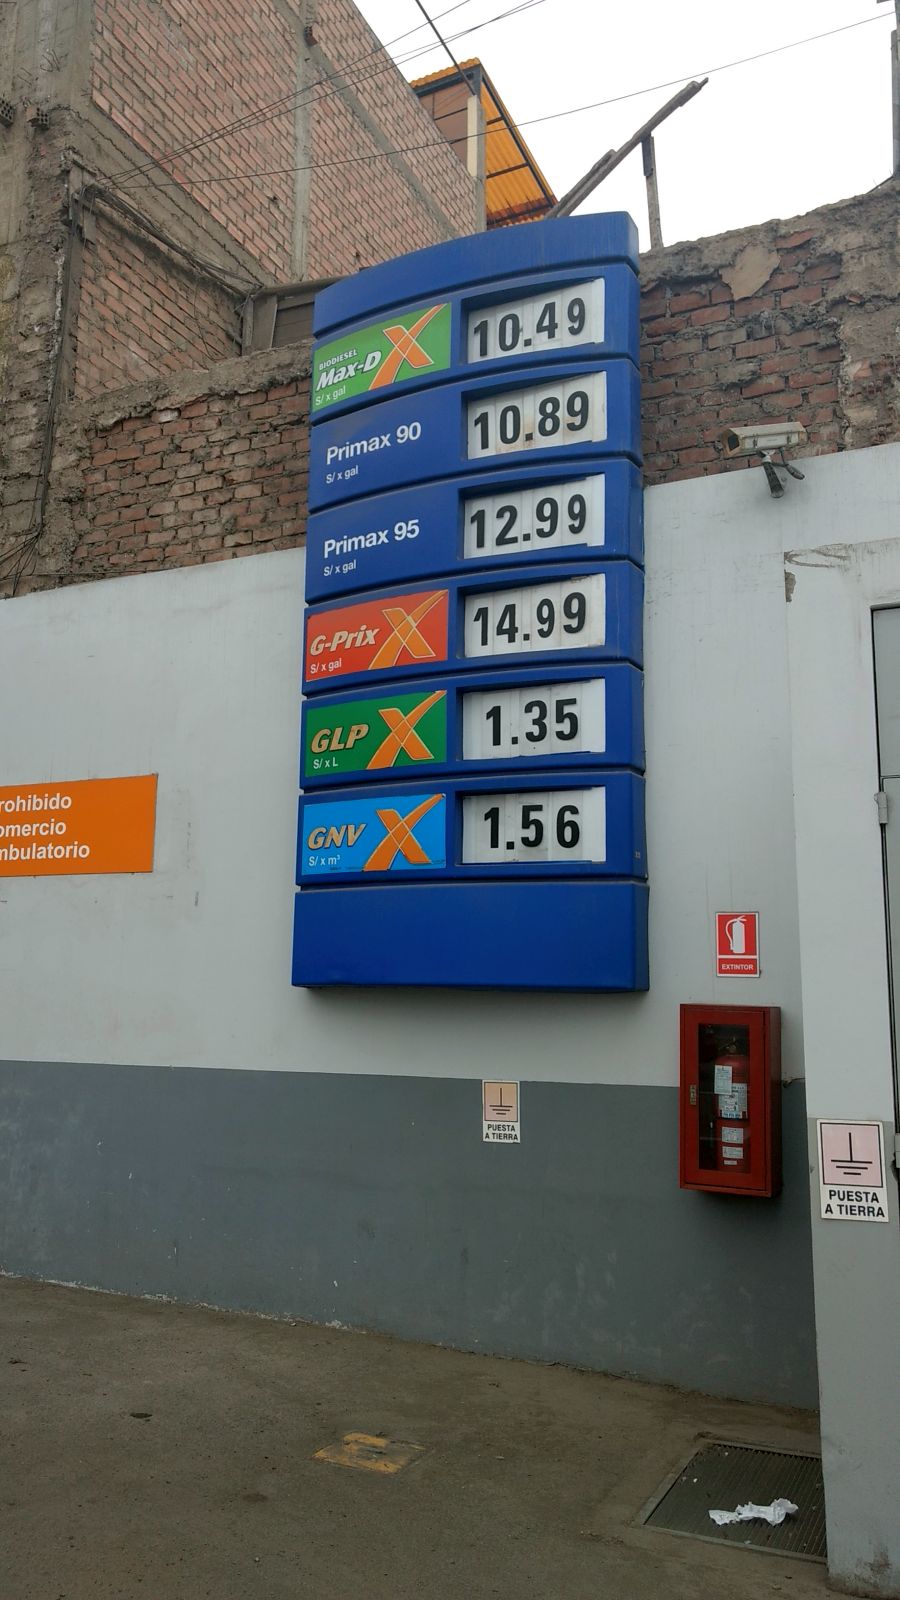 BIODIESEL
Max-D
S/ x gal
10.49
Primax 90
S/ x gal
10.89
Primax 95
S/ x gal
12.99
G-Prix
S/ x gal
14.99
GLP
S/ x L
1.35
GNV
S/ x m³
1.56
rohibido
omercio
mbulatorio
EXTINTOR
PUESTA
A TIERRA
PUESTA
A TIERRA